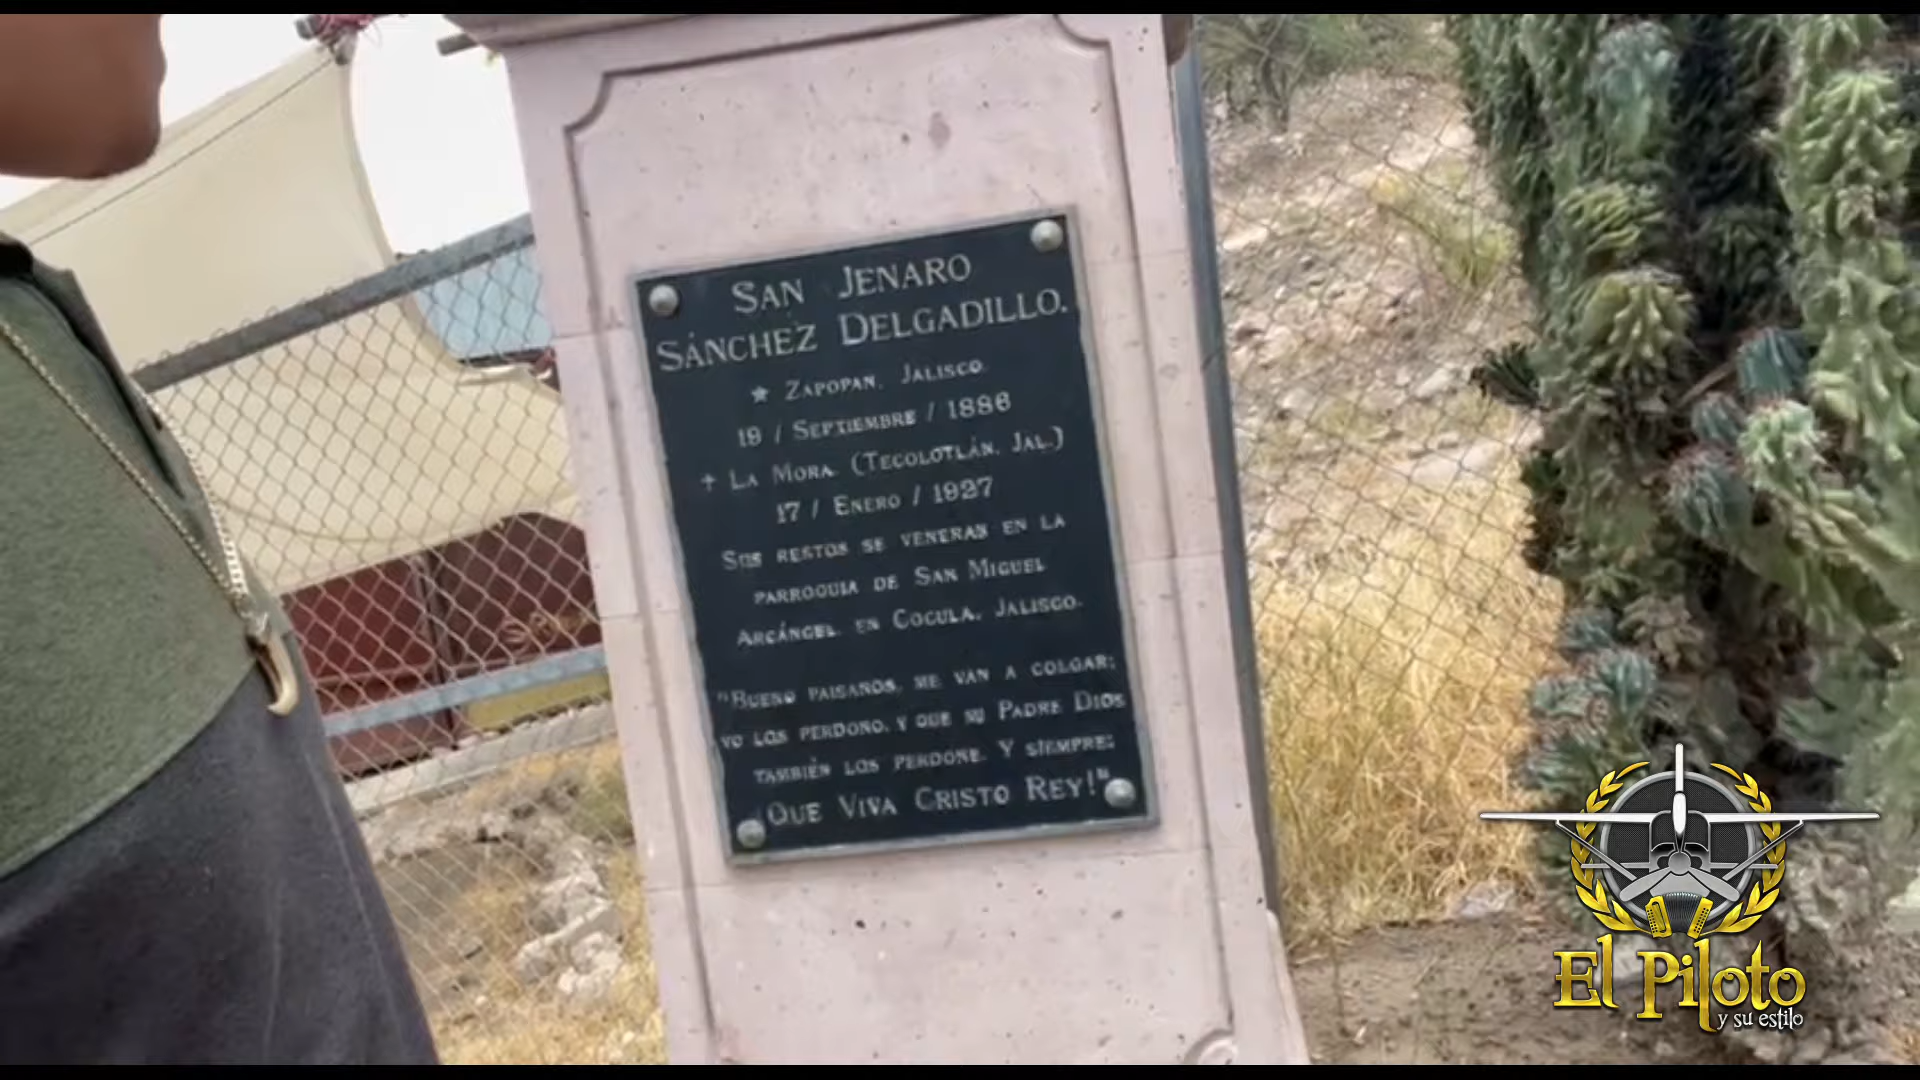 SAN JENARO
SÁNCHEZ DELGADILLO.
★ ZAPOPAN, JALISCO.
19 / SEPTIEMBRE / 1886
✝ LA MORA. (TECOLOTLÁN, JAL.)
17 / ENERO / 1927
SUS RESTOS SE VENERAN EN LA
PARROQUIA DE SAN MIGUEL
ARCÁNGEL EN COCULA, JALISCO.
"BUENO PAISANOS, ME VAN A COLGAR;
YO LOS PERDONO, Y QUE MI PADRE DIOS
TAMBIÉN LOS PERDONE. Y SIEMPRE:
¡QUE VIVA CRISTO REY!"
El Piloto
y su estilo